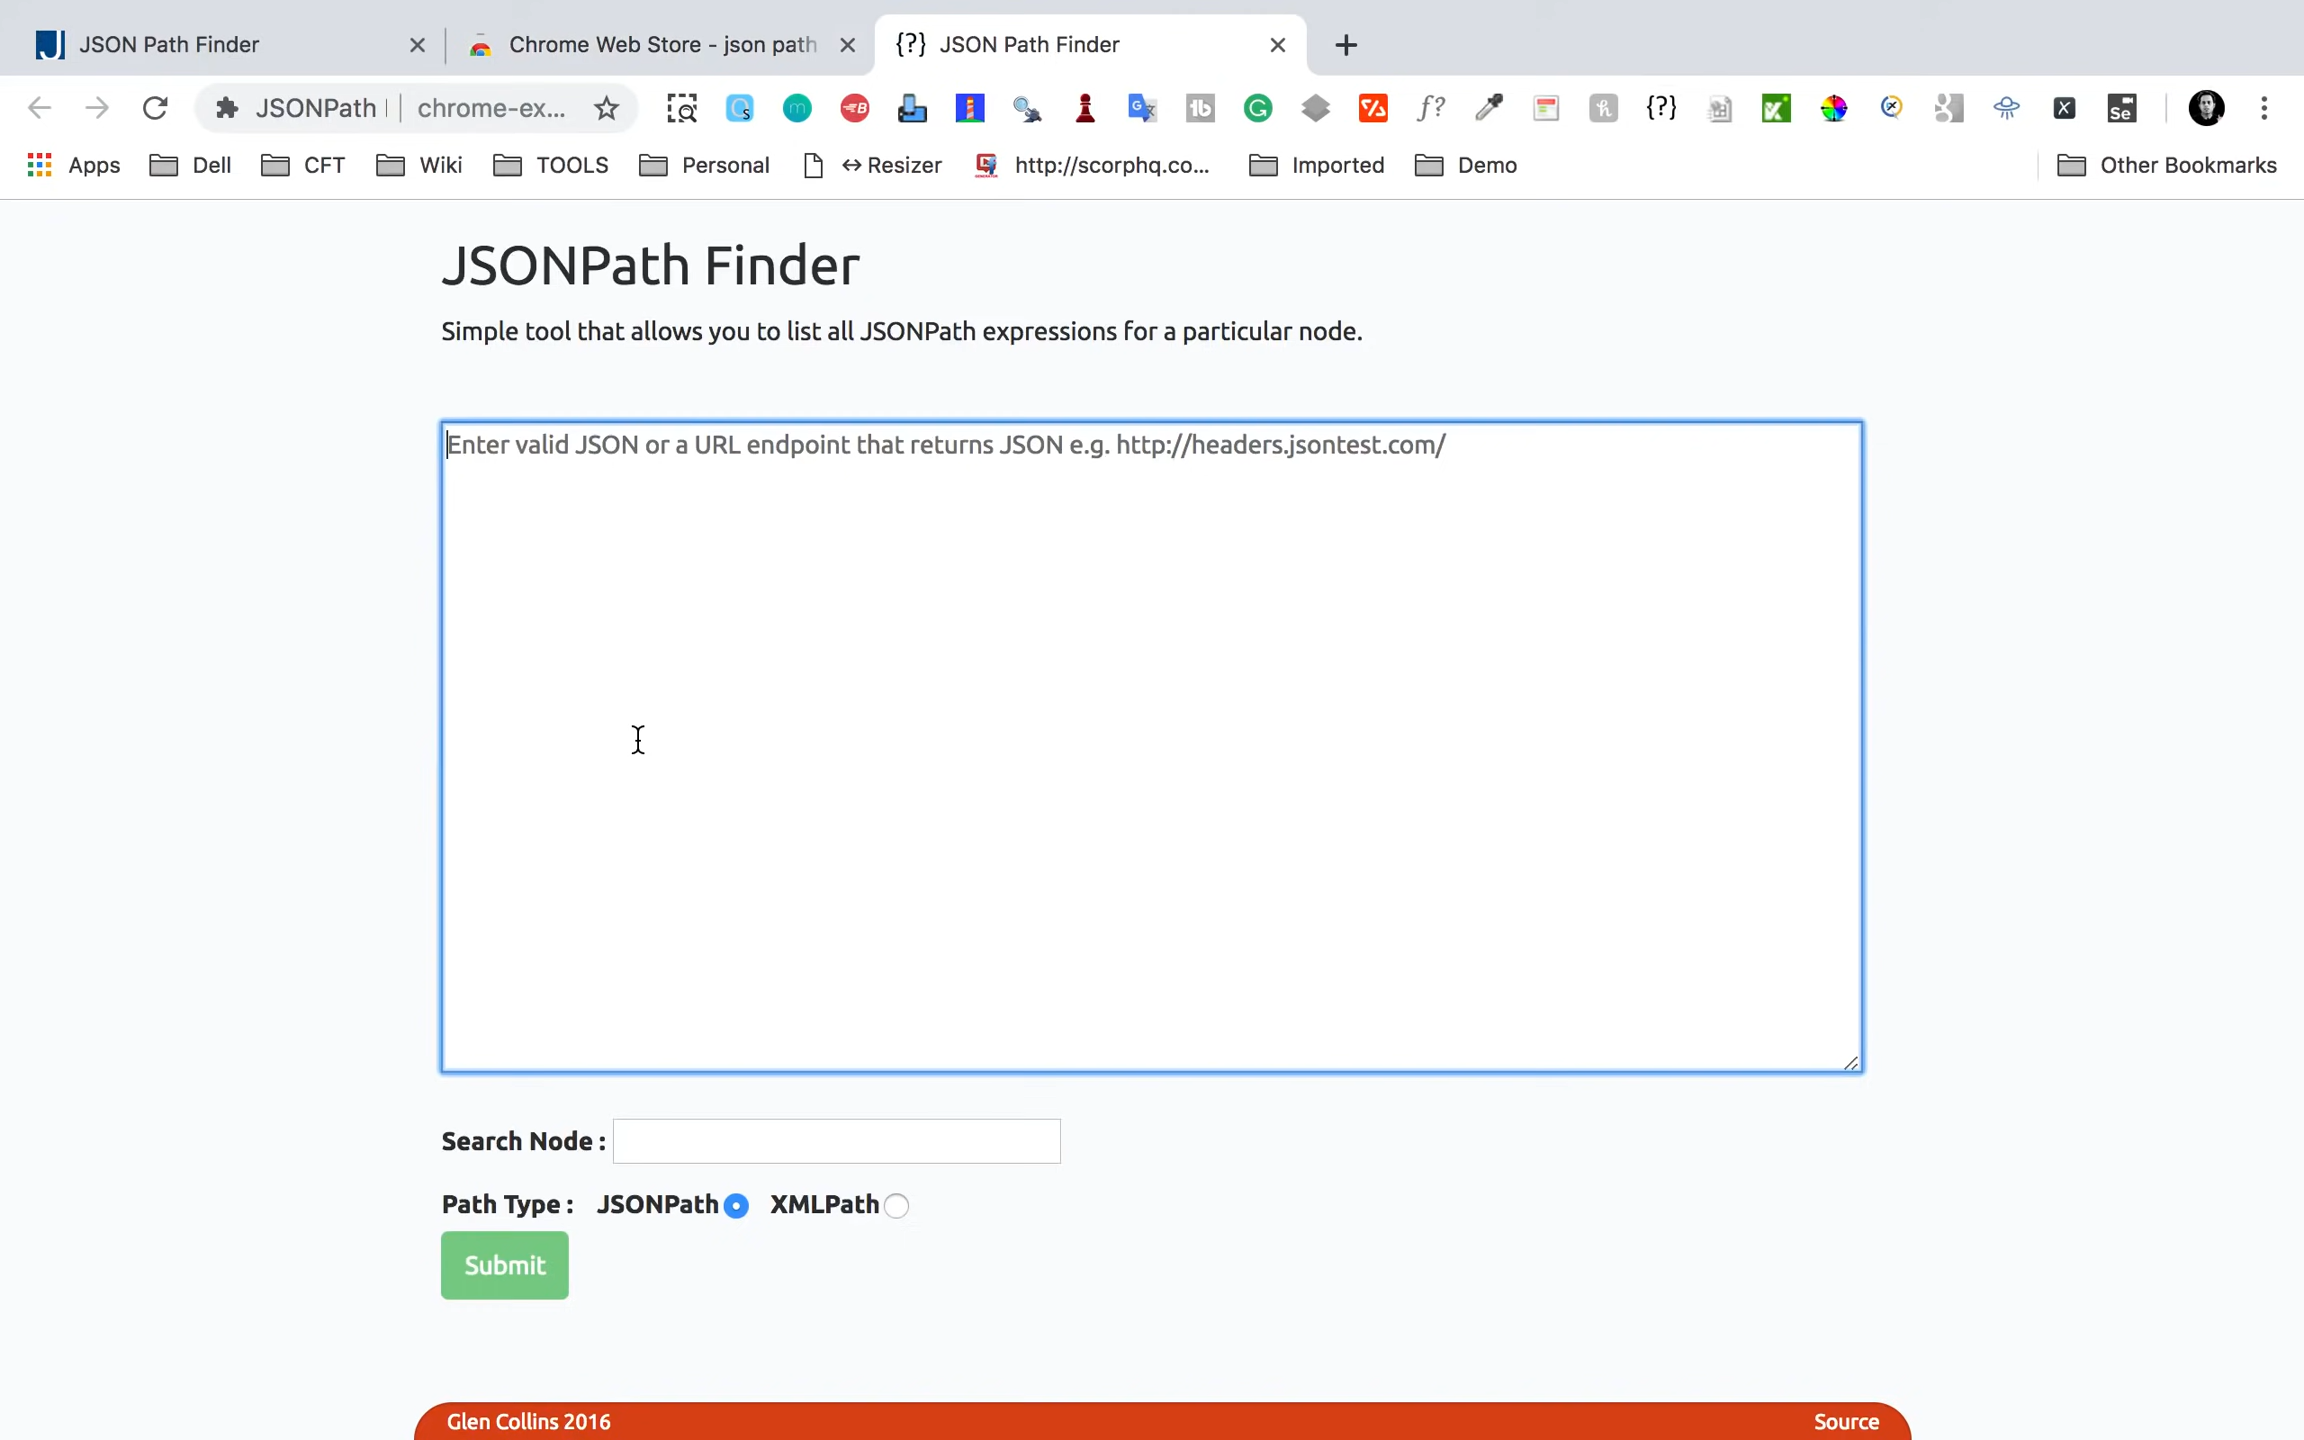 JSON Path Finder
Chrome Web Store - json path
{?} JSON Path Finder
JSONPath | chrome-ex...
Apps Dell CFT Wiki TOOLS Personal ↔ Resizer http://scorphq.co... Imported Demo Other Bookmarks
JSONPath Finder
Simple tool that allows you to list all JSONPath expressions for a particular node.
Enter valid JSON or a URL endpoint that returns JSON e.g. http://headers.jsontest.com/
Search Node :
Path Type : JSONPath XMLPath
Submit
Glen Collins 2016 Source